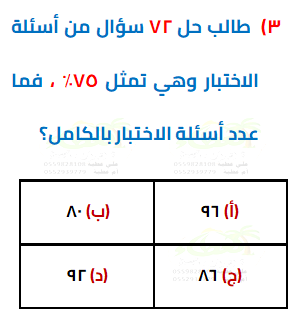 ٣) طالب حل ٧٢ سؤال من أسئلة
الاختبار وهي تمثل ٧٥٪ ، فما
عدد أسئلة الاختبار بالكامل؟
(أ) ٩٦
(ب) ٨٠
(ج) ٨٦
(د) ٩٢